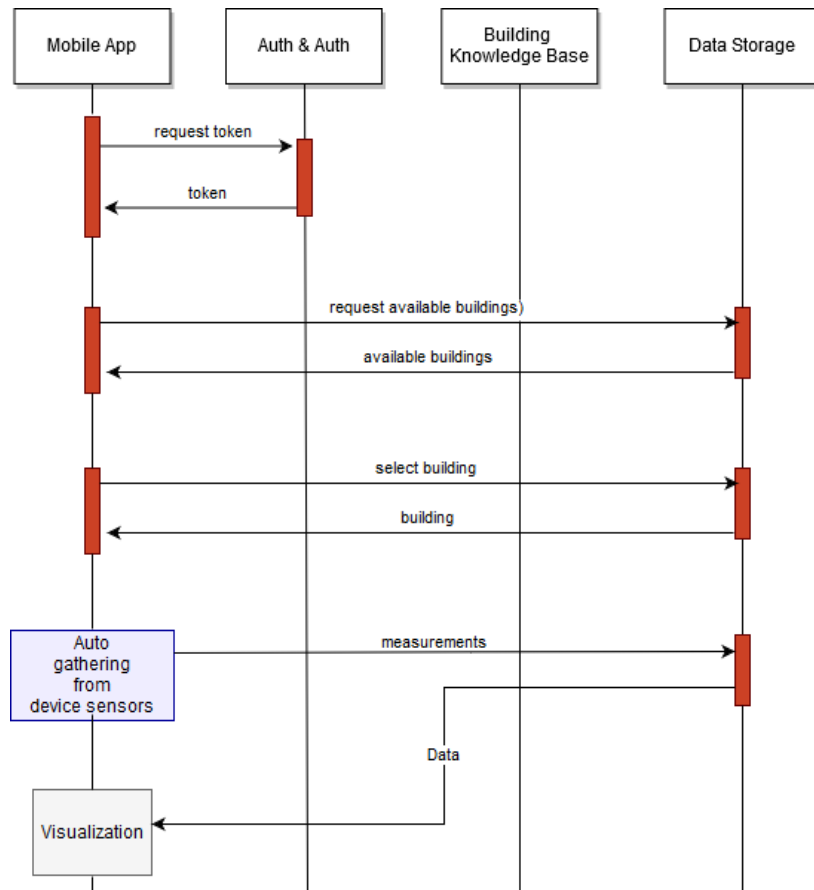 Mobile App
Auth & Auth
Building
Knowledge Base
Data Storage
request token
token
request available buildings)
available buildings
select building
building
Auto
gathering
from
device sensors
measurements
Data
Visualization